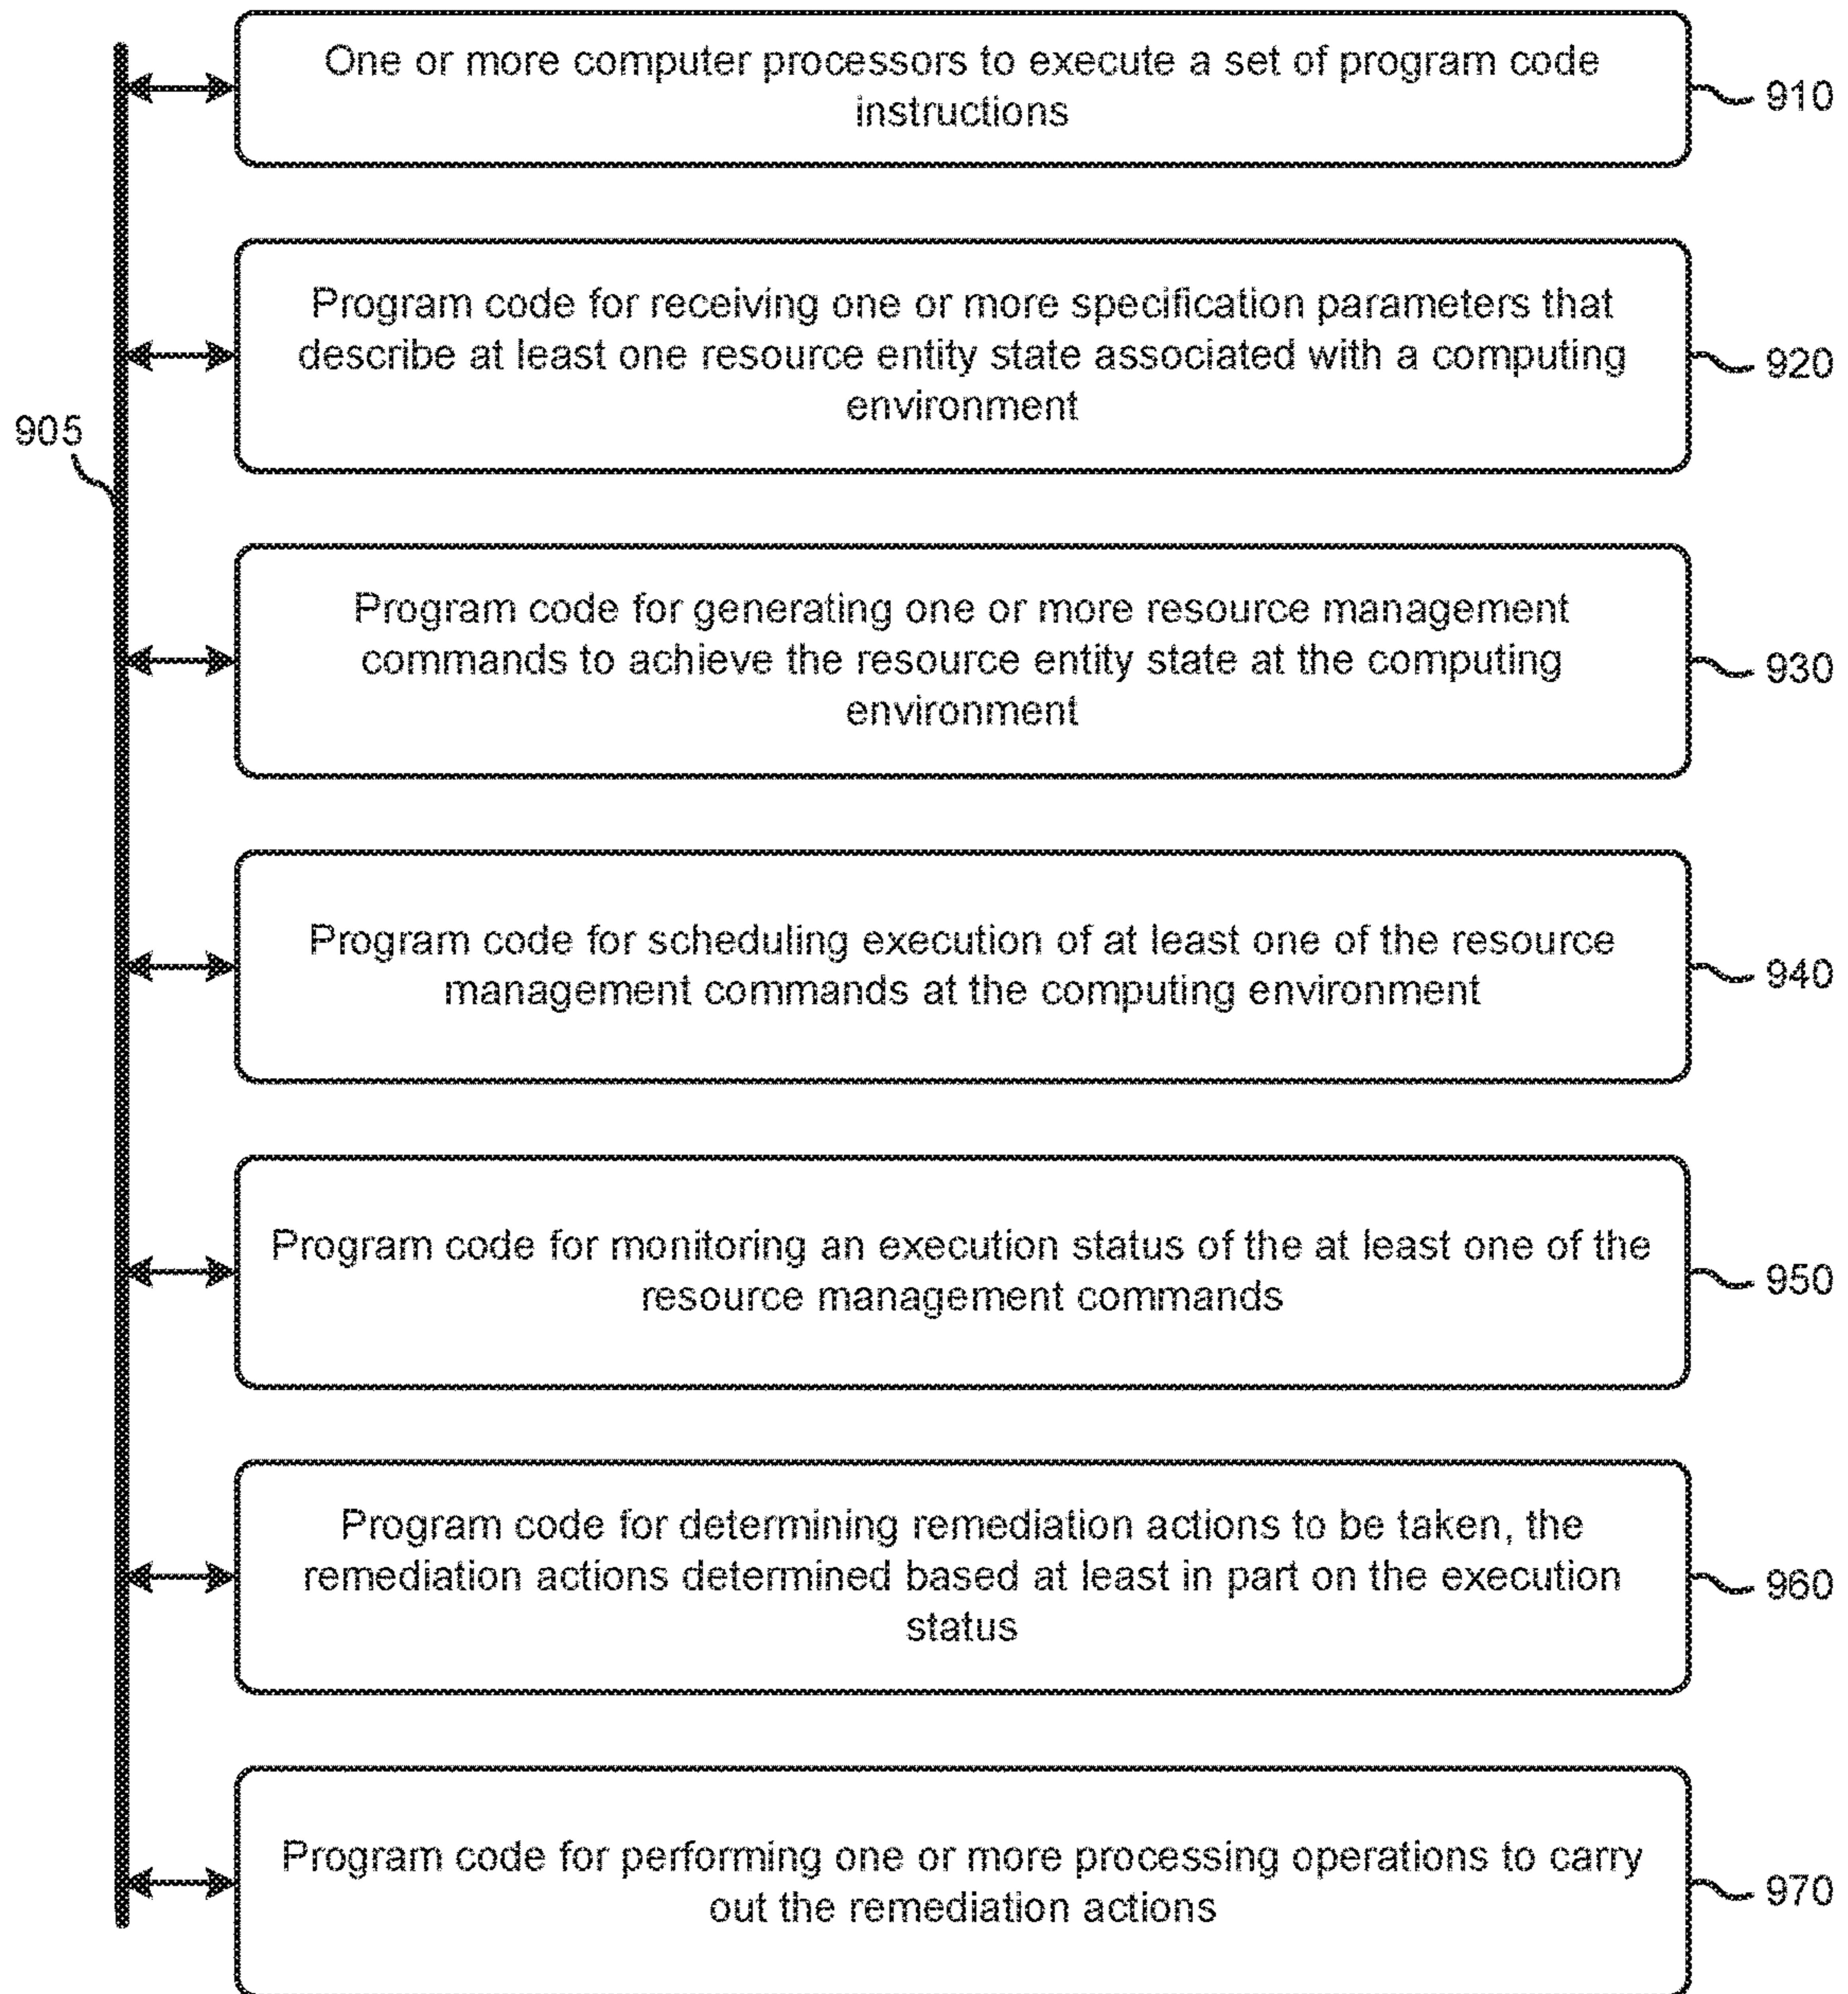 One or more computer processors to execute a set of program code
instructions
910
Program code for receiving one or more specification parameters that
describe at least one resource entity state associated with a computing
environment
920
905
Program code for generating one or more resource management
commands to achieve the resource entity state at the computing
environment
930
Program code for scheduling execution of at least one of the resource
management commands at the computing environment
940
Program code for monitoring an execution status of the at least one of the
resource management commands
950
Program code for determining remediation actions to be taken, the
remediation actions determined based at least in part on the execution
status
960
Program code for performing one or more processing operations to carry
out the remediation actions
970